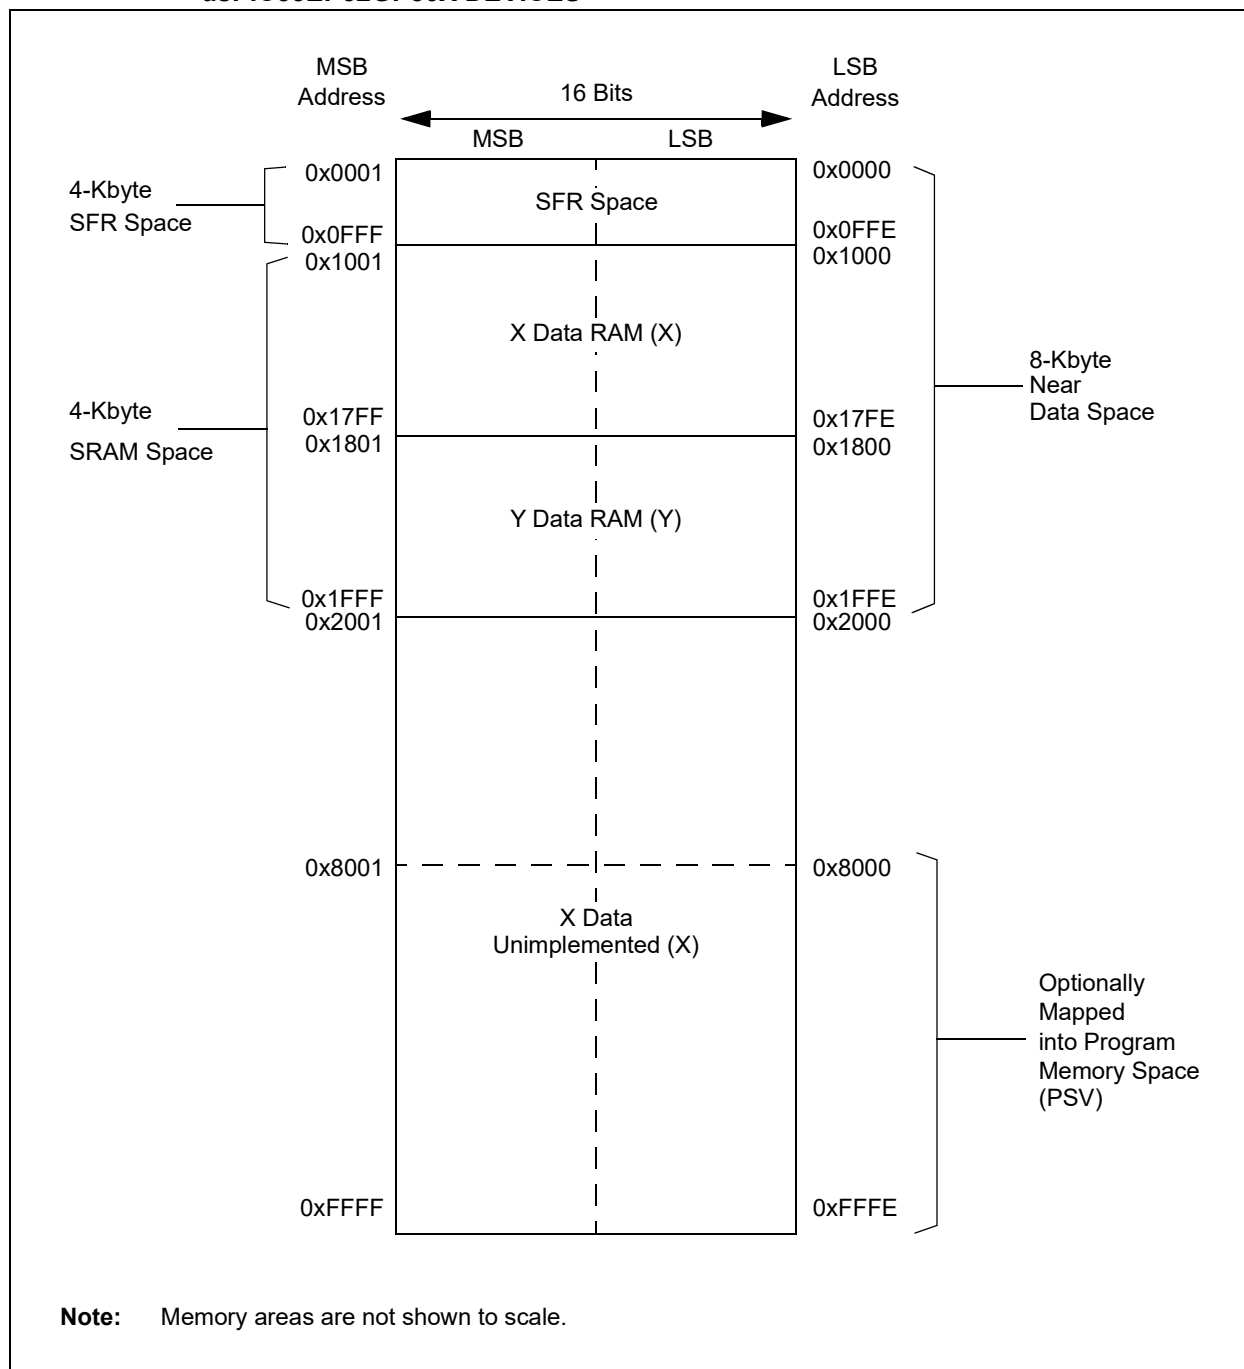 MSB
Address
LSB
Address
16 Bits
MSB LSB
4-Kbyte
SFR Space
0x0001
0x0000
SFR Space
0x0FFF
0x0FFE
0x1001
0x1000
X Data RAM (X)
8-Kbyte
Near
Data Space
4-Kbyte
SRAM Space
0x17FF
0x17FE
0x1801
0x1800
Y Data RAM (Y)
0x1FFF
0x1FFE
0x2001
0x2000
0x8001
0x8000
X Data
Unimplemented (X)
Optionally
Mapped
into Program
Memory Space
(PSV)
0xFFFF
0xFFFE
Note: Memory areas are not shown to scale.